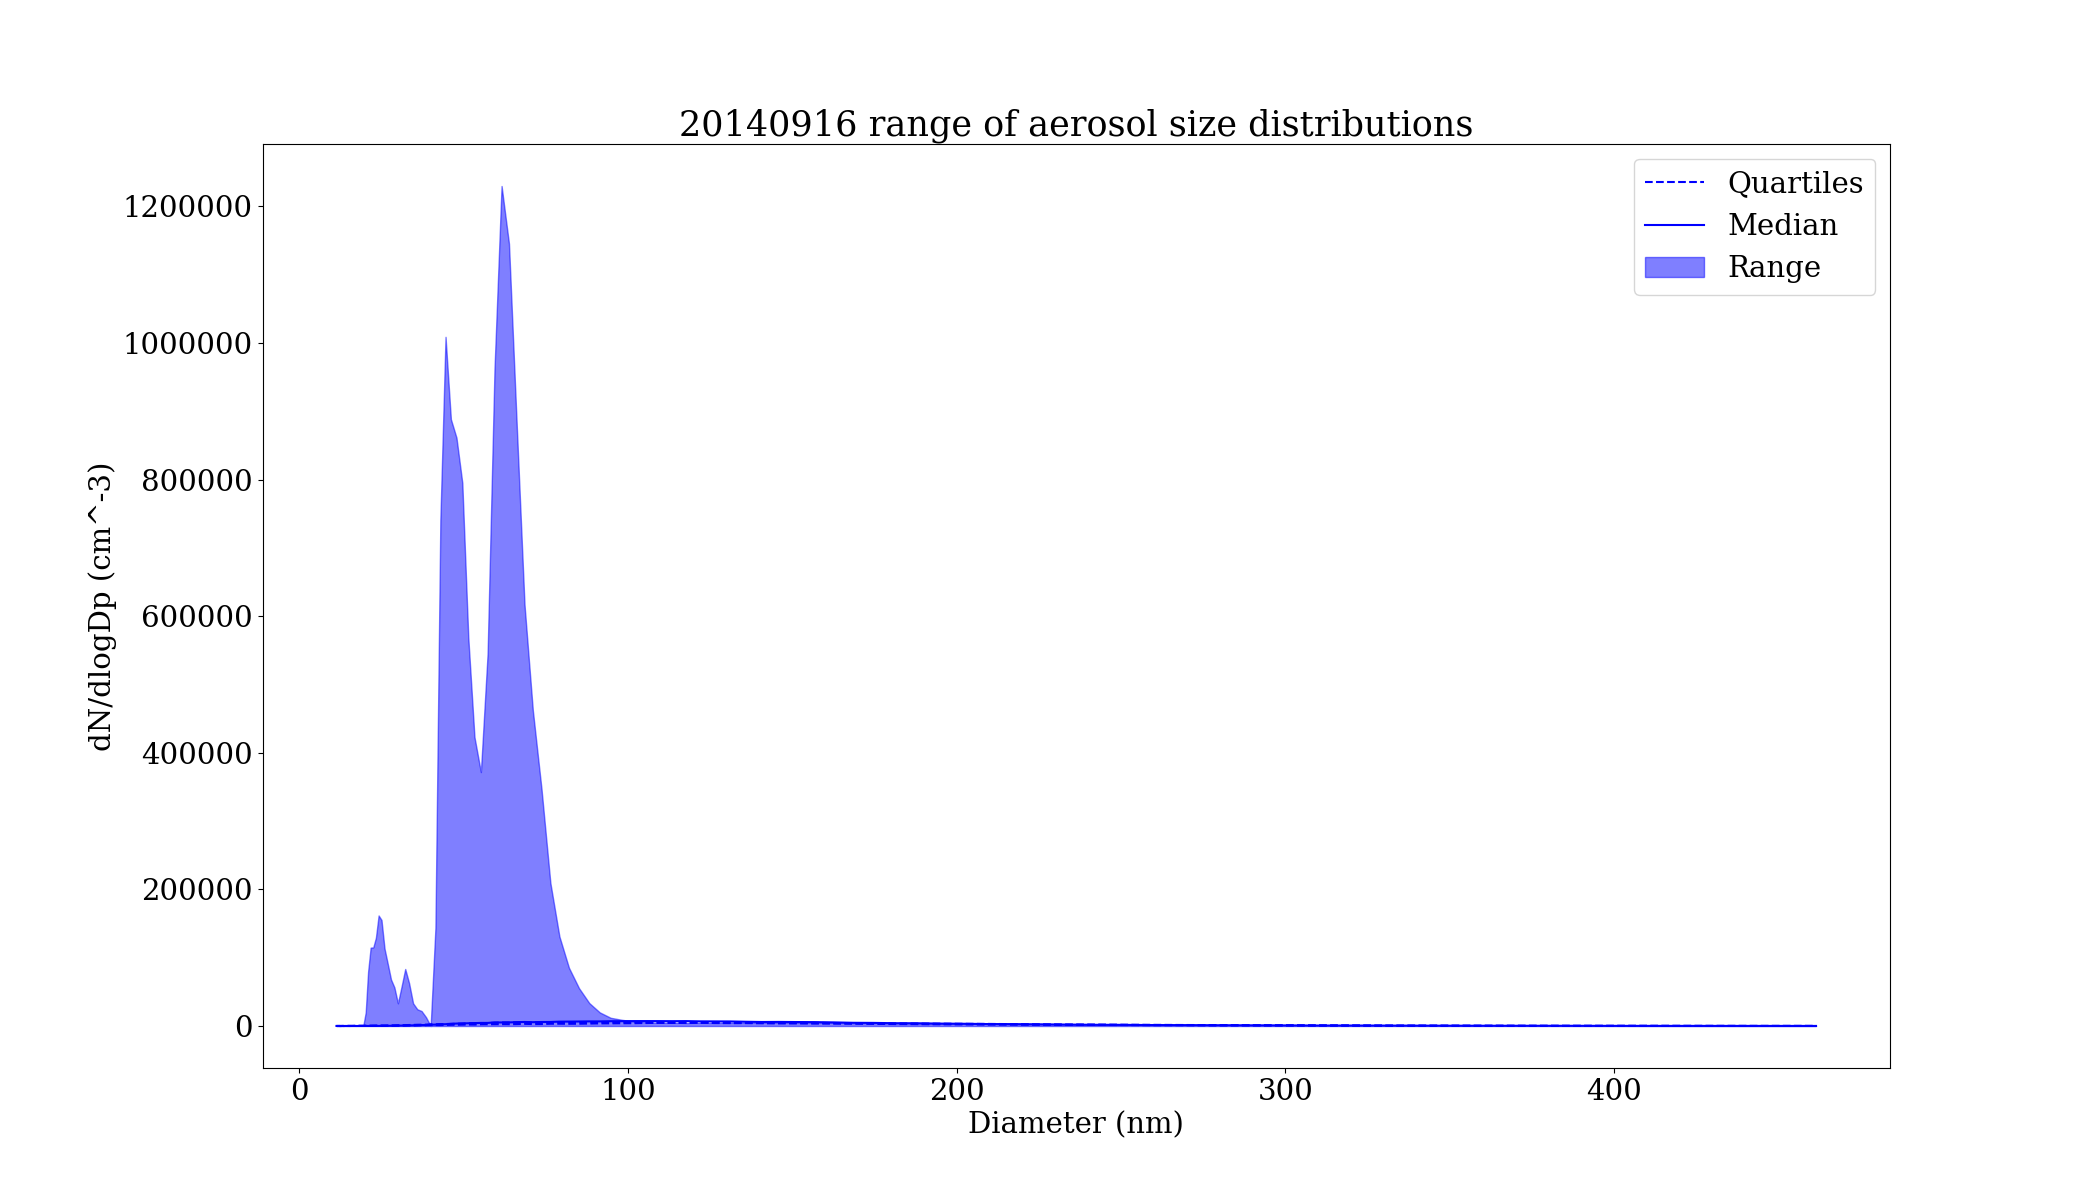 20140916 range of aerosol size distributions
Quartiles
Median
Range
dN/dlogDp (cm^-3)
1200000
1000000
800000
600000
400000
200000
0
0 100 200 300 400
Diameter (nm)